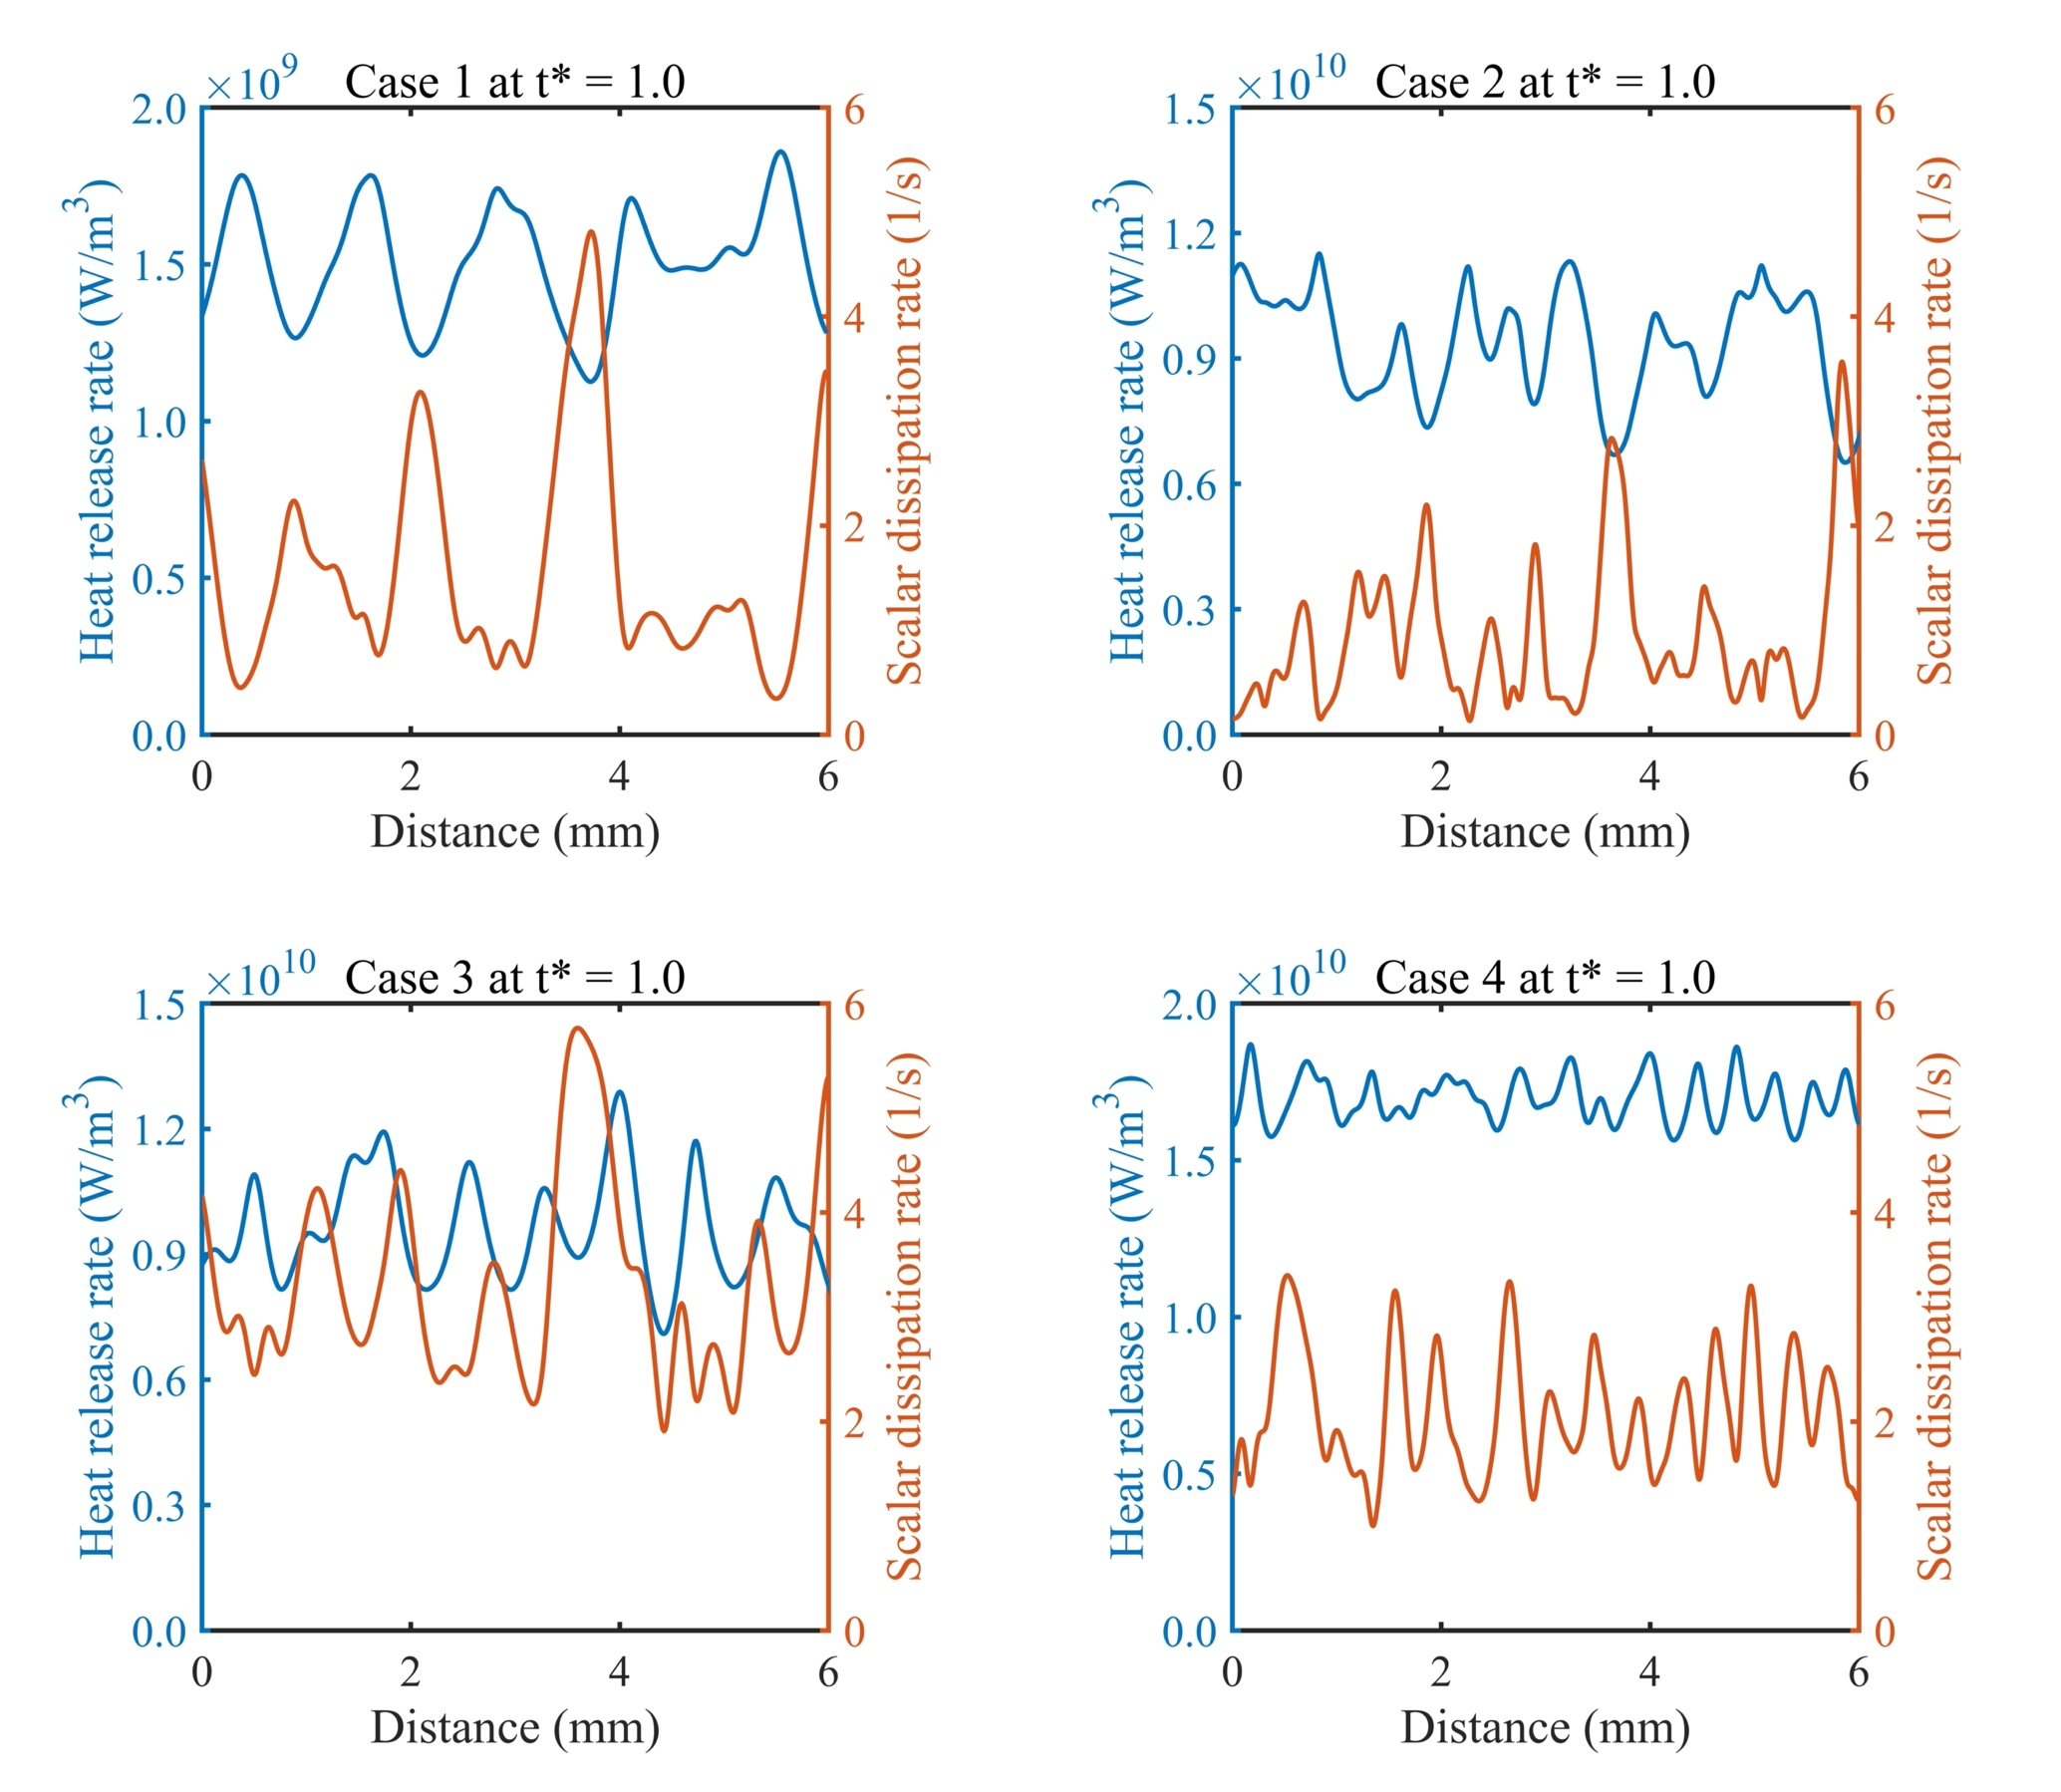 ×10⁹ Case 1 at t* = 1.0
Heat release rate (W/m³)
2.0
1.5
1.0
0.5
0.0
6
4
2
0
Scalar dissipation rate (1/s)
0 2 4 6
Distance (mm)
×10¹⁰ Case 2 at t* = 1.0
Heat release rate (W/m³)
1.5
1.2
0.9
0.6
0.3
0.0
6
4
2
0
Scalar dissipation rate (1/s)
0 2 4 6
Distance (mm)
×10¹⁰ Case 3 at t* = 1.0
Heat release rate (W/m³)
1.5
1.2
0.9
0.6
0.3
0.0
6
4
2
0
Scalar dissipation rate (1/s)
0 2 4 6
Distance (mm)
×10¹⁰ Case 4 at t* = 1.0
Heat release rate (W/m³)
2.0
1.5
1.0
0.5
0.0
6
4
2
0
Scalar dissipation rate (1/s)
0 2 4 6
Distance (mm)